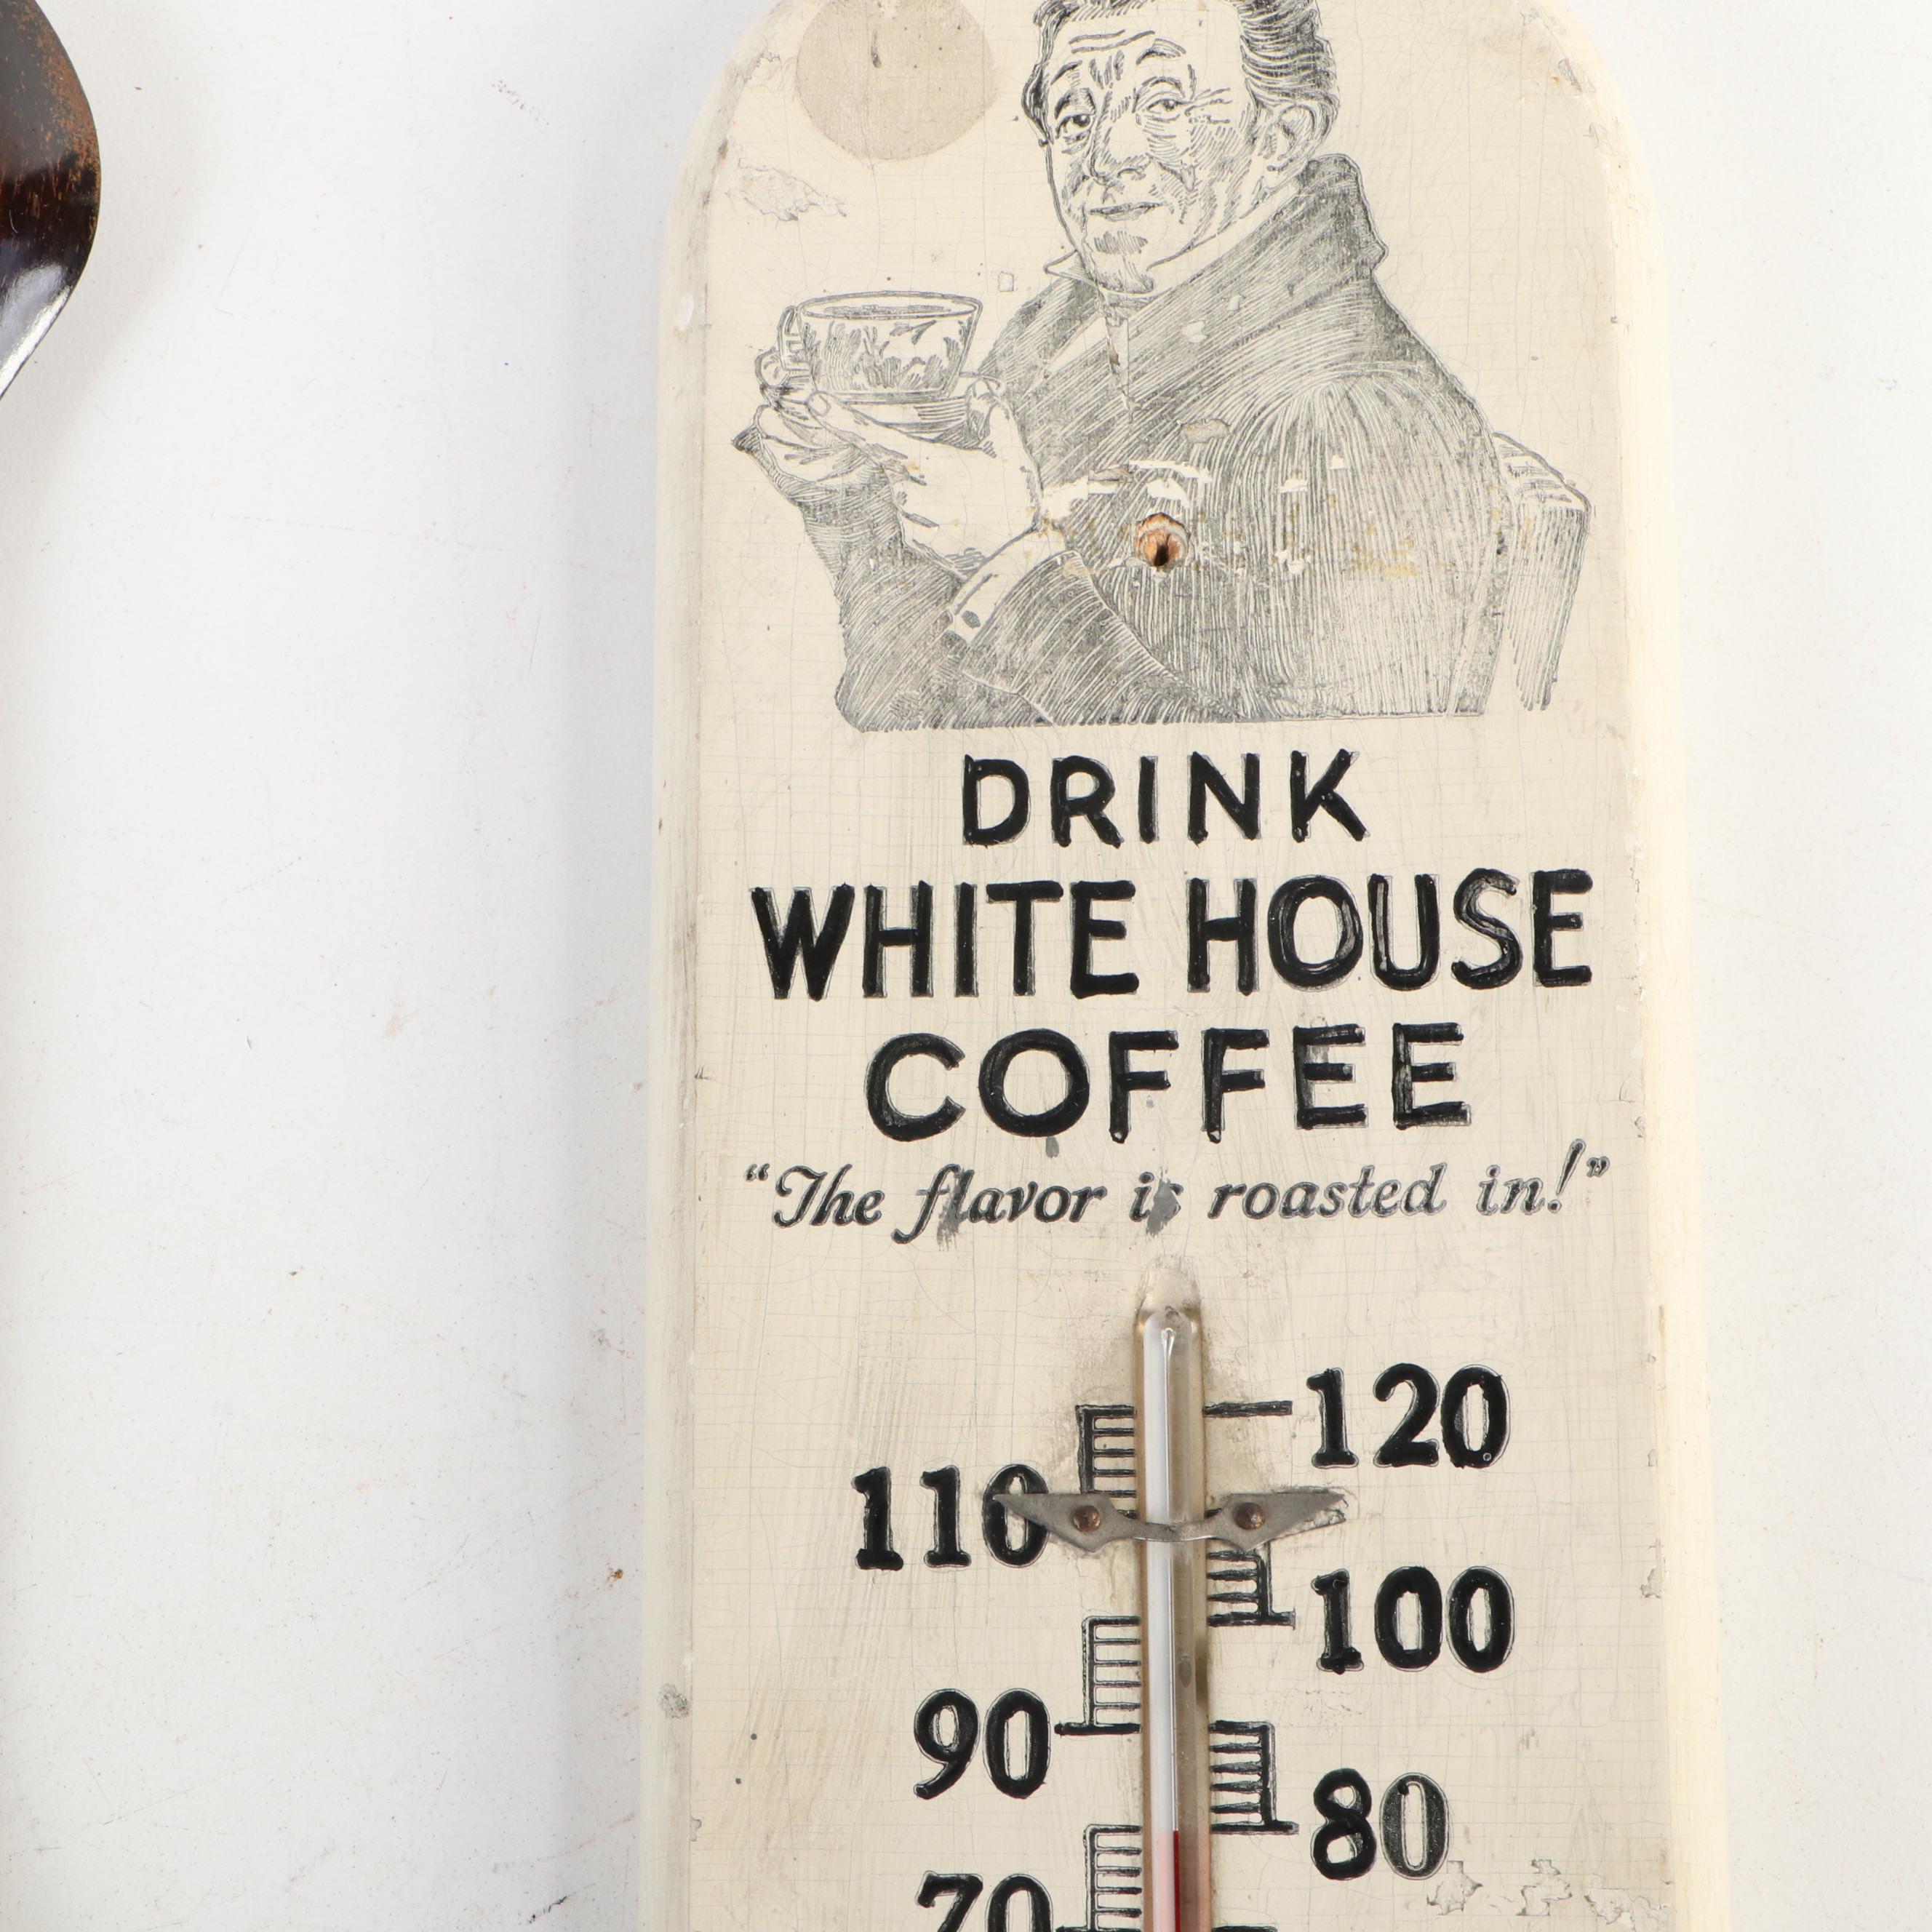 DRINK
WHITE HOUSE
COFFEE
“The flavor is roasted in!”
120
110
100
90
80
70